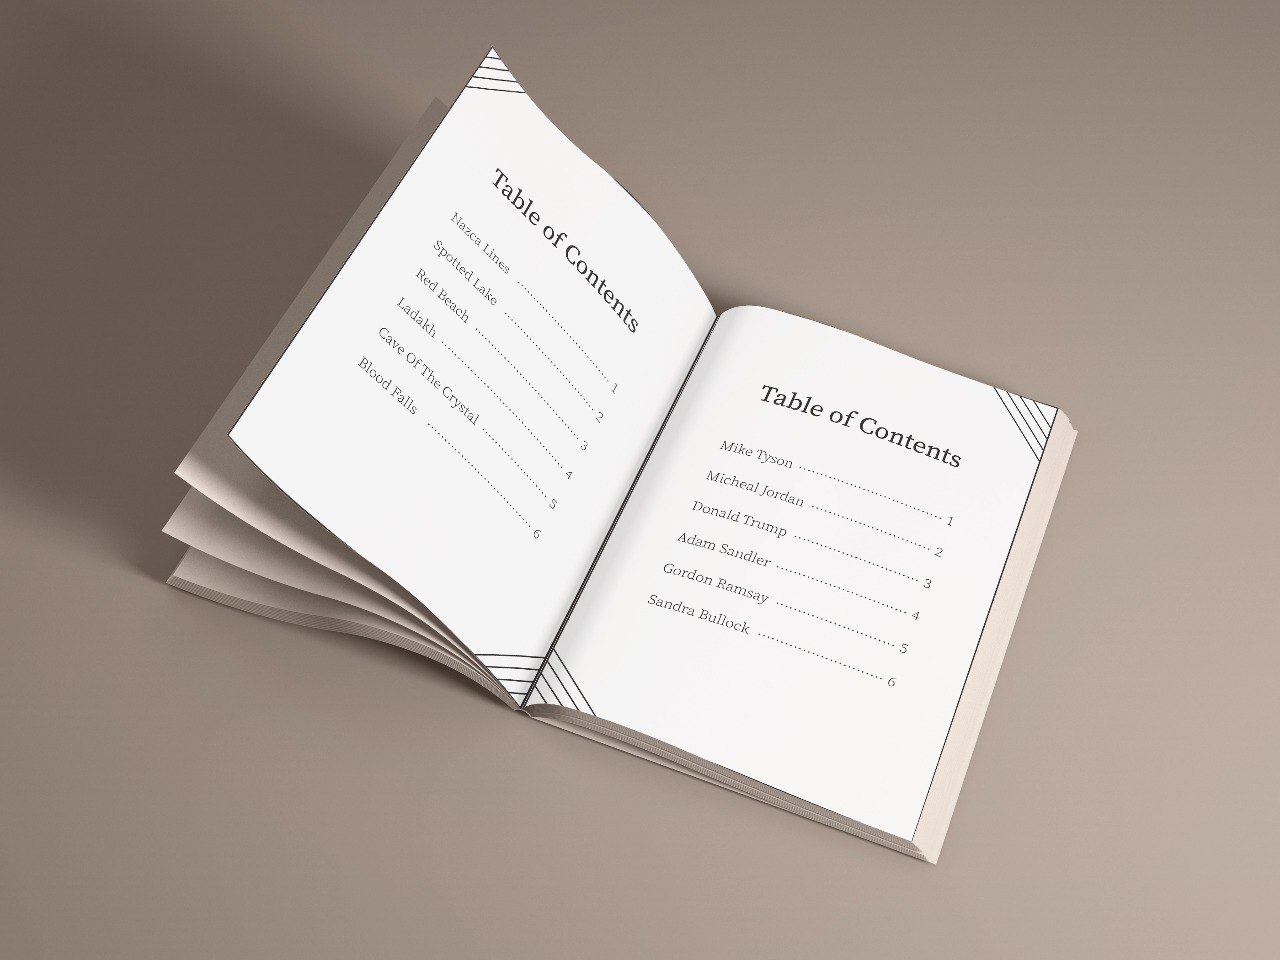 Table of Contents
Nazca Lines ........................ 1
Spotted Lake ........................ 2
Red Beach ........................ 3
Ladakh ........................ 4
Cave Of The Crystal ........................ 5
Blood Falls ........................ 6
Table of Contents
Mike Tyson ........................ 1
Micheal Jordan ........................ 2
Donald Trump ........................ 3
Adam Sandler ........................ 4
Gordon Ramsay ........................ 5
Sandra Bullock ........................ 6